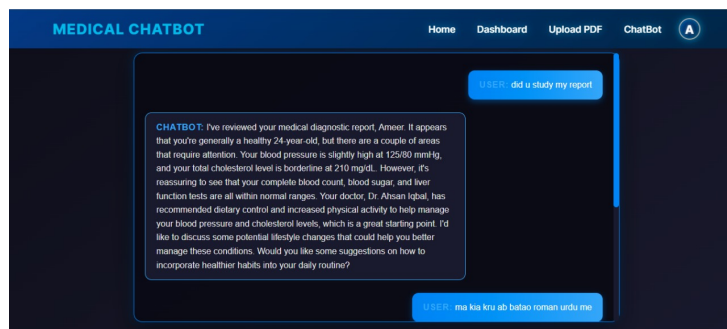 MEDICAL CHATBOT
Home Dashboard Upload PDF ChatBot A
USER: did u study my report
CHATBOT: I've reviewed your medical diagnostic report, Ameer. It appears
that you're generally a healthy 24-year-old, but there are a couple of areas
that require attention. Your blood pressure is slightly high at 125/80 mmHg,
and your total cholesterol level is borderline at 210 mg/dL. However, it's
reassuring to see that your complete blood count, blood sugar, and liver
function tests are all within normal ranges. Your doctor, Dr. Ahsan Iqbal, has
recommended dietary control and increased physical activity to help manage
your blood pressure and cholesterol levels, which is a great starting point. I'd
like to discuss some potential lifestyle changes that could help you better
manage these conditions. Would you like some suggestions on how to
incorporate healthier habits into your daily routine?
USER: ma kia kru ab batao roman urdu me